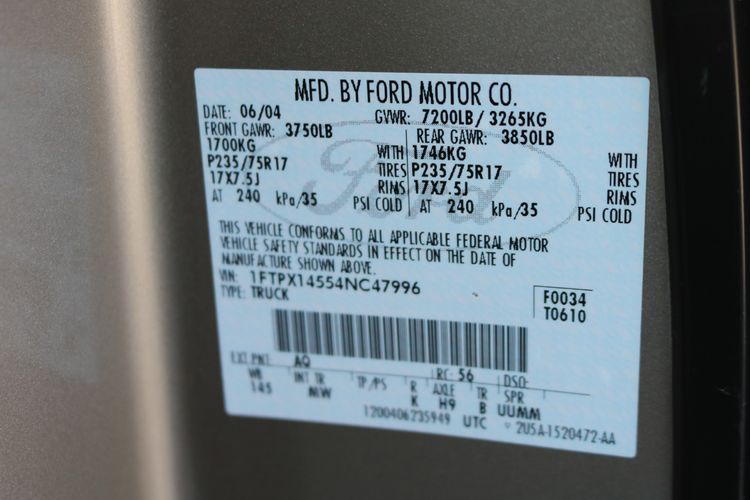 MFD. BY FORD MOTOR CO.
DATE: 06/04 GVWR: 7200LB/ 3265KG
FRONT GAWR: 3750LB REAR GAWR: 3850LB
1700KG WITH 1746KG WITH
P235/75R17 TIRES P235/75R17 TIRES
17X7.5J RIMS 17X7.5J RIMS
AT 240 kPa/35 PSI COLD AT 240 kPa/35 PSI COLD
Ford
THIS VEHICLE CONFORMS TO ALL APPLICABLE FEDERAL MOTOR
VEHICLE SAFETY STANDARDS IN EFFECT ON THE DATE OF
MANUFACTURE SHOWN ABOVE.
VIN: 1FTPX14554NC47996 F0034
TYPE: TRUCK T0610
EXT PNT: AQ RC: 56 DSO:
WB INT TR TP/PS R AXLE TR SPR
145 MW K H9 B UUMM
1200406235949 UTC 2U5A-1520472-AA